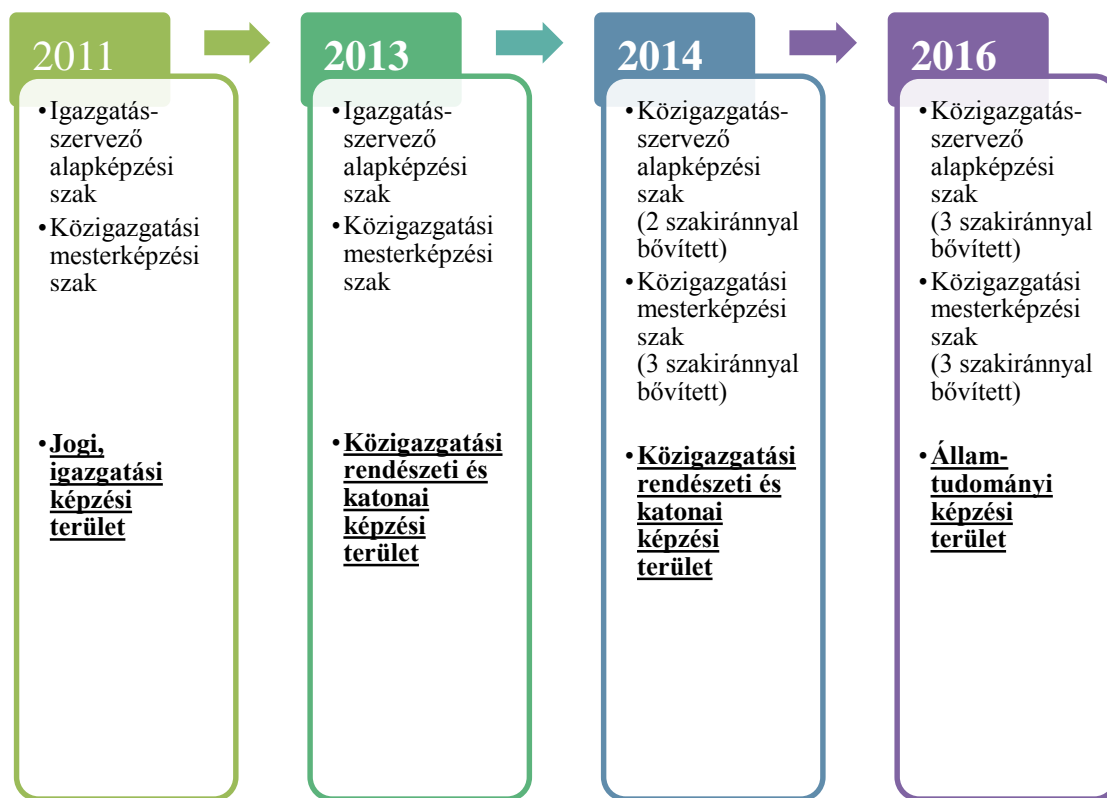 2011
•Igazgatás-
szervező
alapképzési
szak
•Közigazgatási
mesterképzési
szak
•Jogi,
igazgatási
képzési
terület
2013
•Igazgatás-
szervező
alapképzési
szak
•Közigazgatási
mesterképzési
szak
•Közigazgatási
rendészeti és
katonai
képzési
terület
2014
•Közigazgatás-
szervező
alapképzési
szak
(2 szakiránnyal
bővített)
•Közigazgatási
mesterképzési
szak
(3 szakiránnyal
bővített)
•Közigazgatási
rendészeti és
katonai
képzési
terület
2016
•Közigazgatás-
szervező
alapképzési
szak
(3 szakiránnyal
bővített)
•Közigazgatási
mesterképzési
szak
(3 szakiránnyal
bővített)
•Állam-
tudományi
képzési
terület